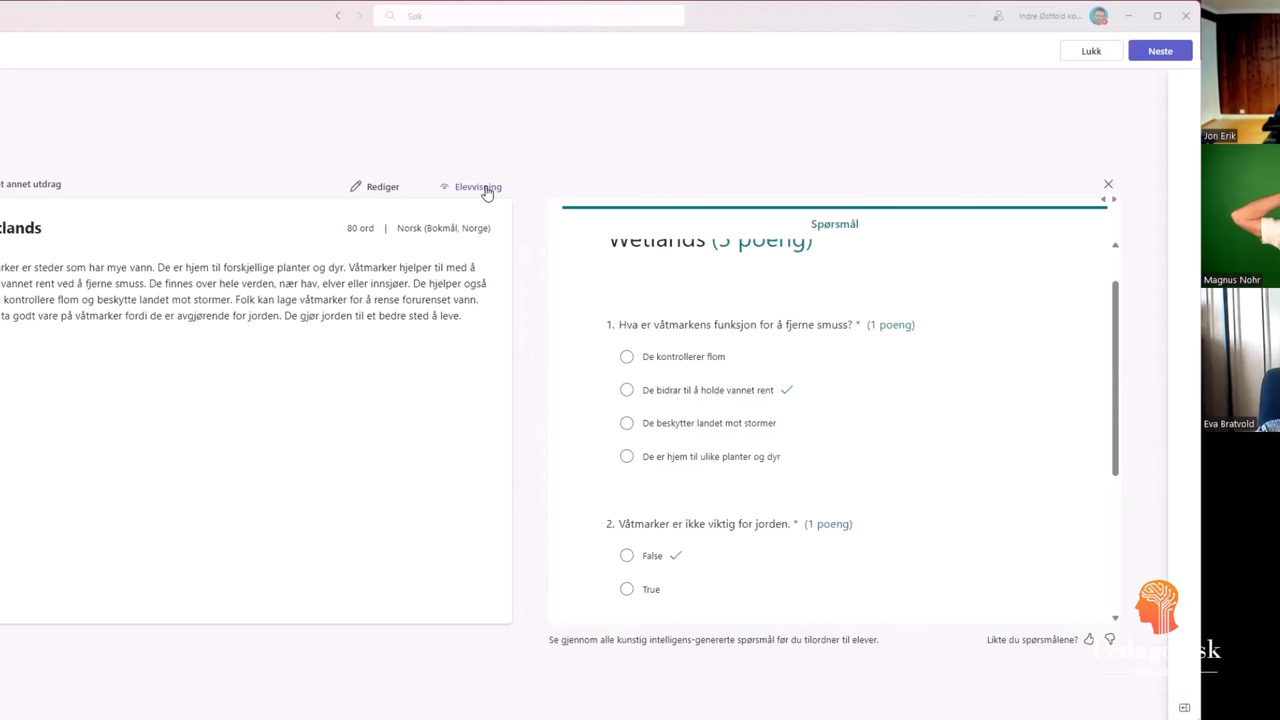 Søk
Indre Østfold ko...
Lukk
Neste
et annet utdrag
Rediger
Elevvisning
tlands
80 ord | Norsk (Bokmål, Norge)
rker er steder som har mye vann. De er hjem til forskjellige planter og dyr. Våtmarker hjelper til med å
vannet rent ved å fjerne smuss. De finnes over hele verden, nær hav, elver eller innsjøer. De hjelper også
kontrollere flom og beskytte landet mot stormer. Folk kan lage våtmarker for å rense forurenset vann.
ta godt vare på våtmarker fordi de er avgjørende for jorden. De gjør jorden til et bedre sted å leve.
Spørsmål
Wetlands (5 poeng)
1. Hva er våtmarkens funksjon for å fjerne smuss? * (1 poeng)
De kontrollerer flom
De bidrar til å holde vannet rent
De beskytter landet mot stormer
De er hjem til ulike planter og dyr
2. Våtmarker er ikke viktig for jorden. * (1 poeng)
False
True
Se gjennom alle kunstig intelligens-genererte spørsmål før du tilordner til elever.
Likte du spørsmålene?
Jon Erik
Magnus Nohr
Eva Bratvold